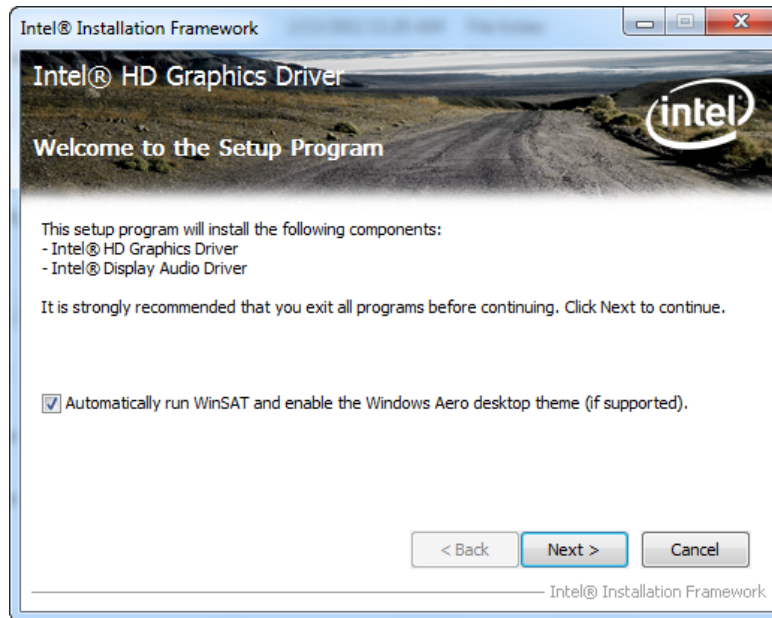 Intel® Installation Framework
Intel® HD Graphics Driver
intel
Welcome to the Setup Program
This setup program will install the following components:
- Intel® HD Graphics Driver
- Intel® Display Audio Driver
It is strongly recommended that you exit all programs before continuing. Click Next to continue.
Automatically run WinSAT and enable the Windows Aero desktop theme (if supported).
< Back Next > Cancel
Intel® Installation Framework